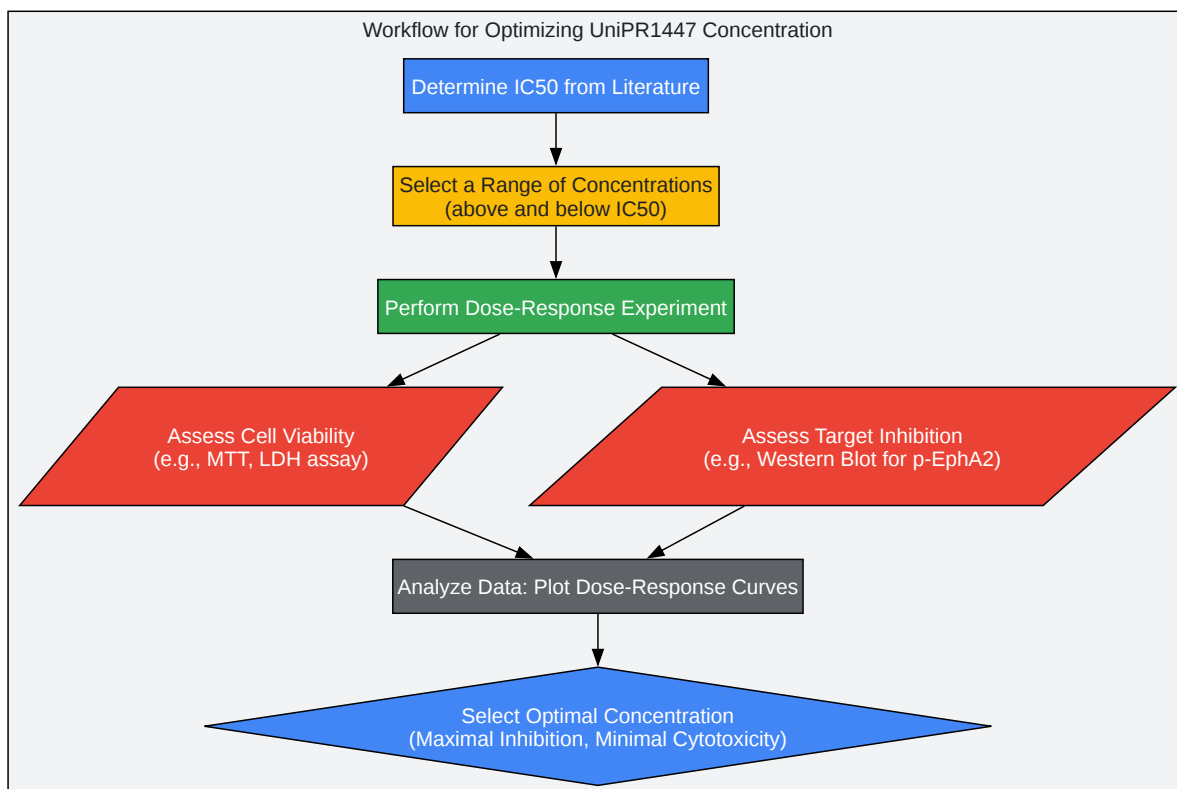 Workflow for Optimizing UniPR1447 Concentration
Determine IC50 from Literature
Select a Range of Concentrations
(above and below IC50)
Perform Dose-Response Experiment
Assess Cell Viability
(e.g., MTT, LDH assay)
Assess Target Inhibition
(e.g., Western Blot for p-EphA2)
Analyze Data: Plot Dose-Response Curves
Select Optimal Concentration
(Maximal Inhibition, Minimal Cytotoxicity)